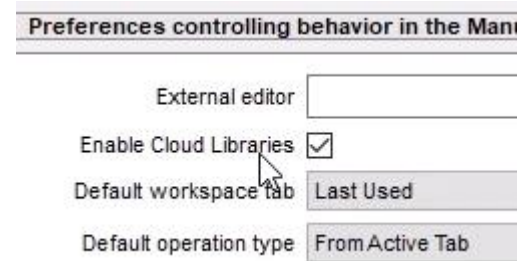 Preferences controlling behavior in the
External editor
Enable Cloud Libraries
Default workspace tab Last Used
Default operation type From Active Tab